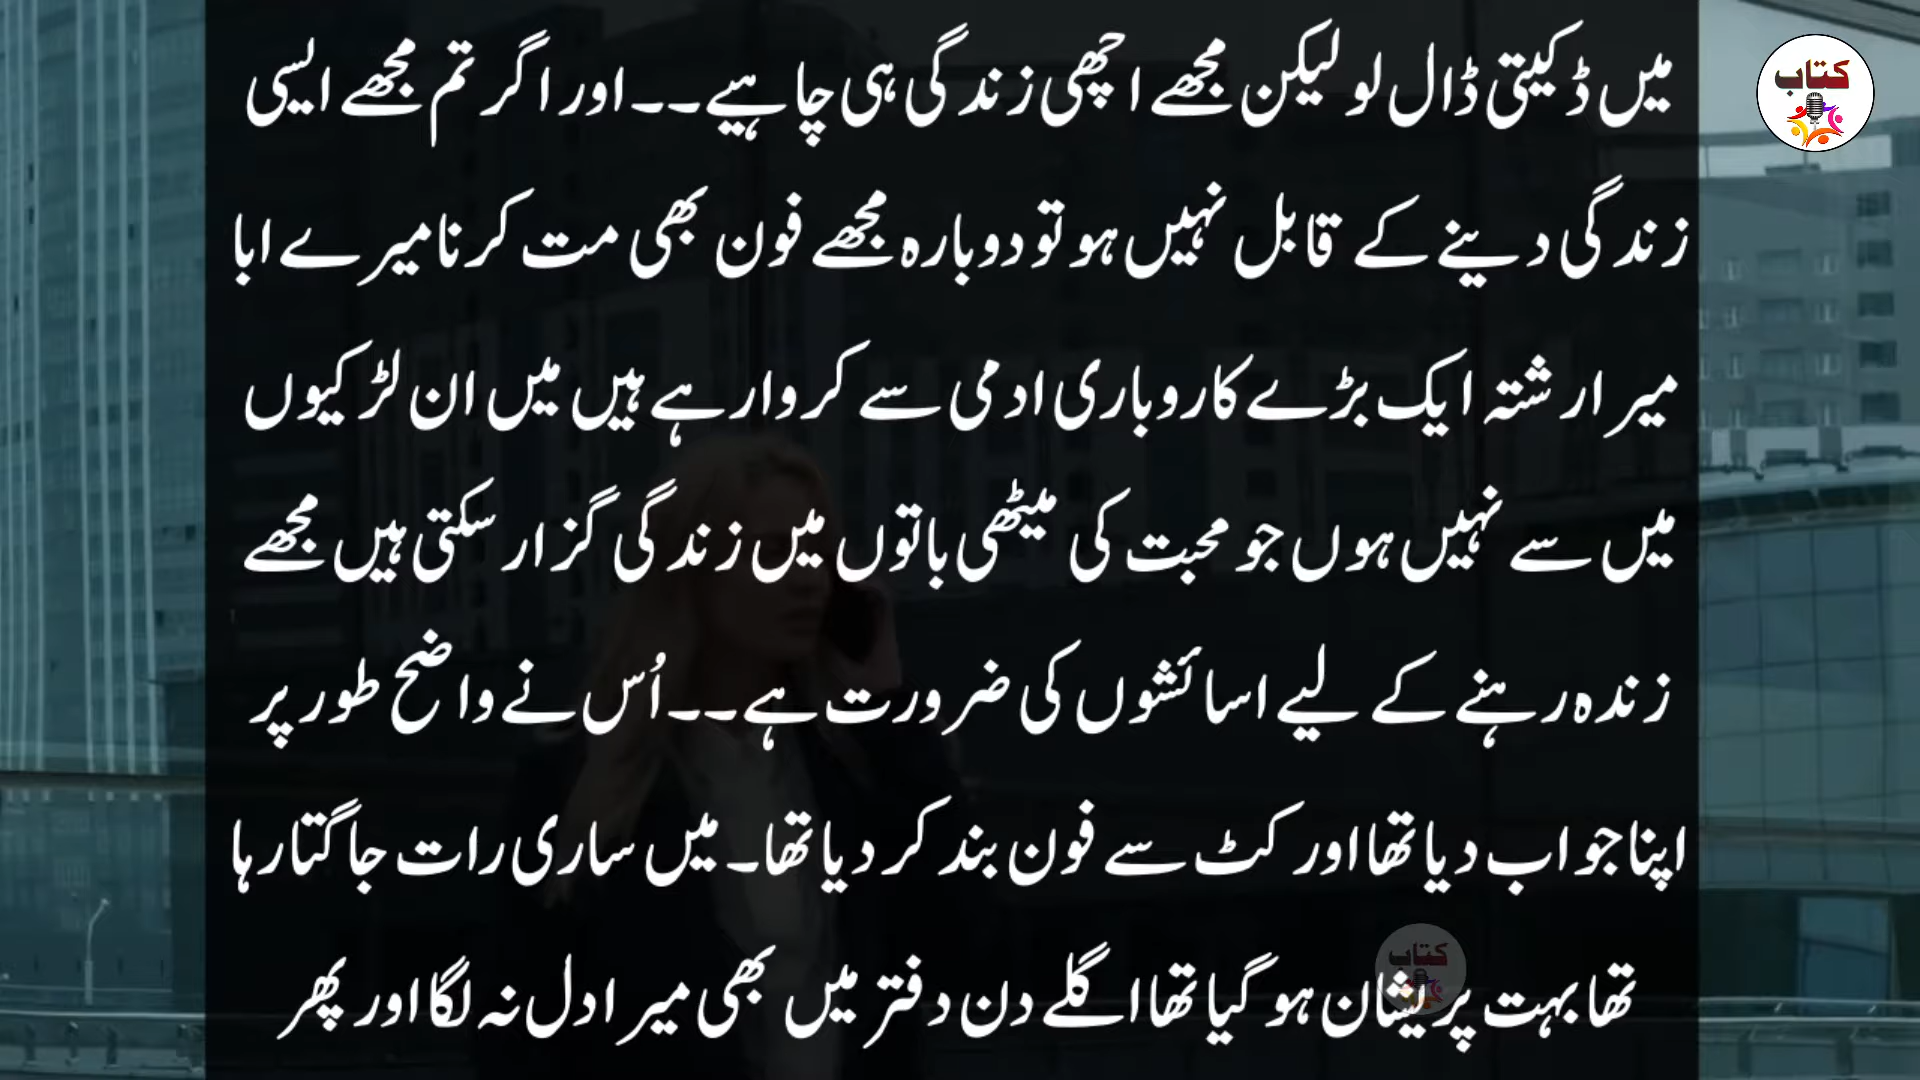 میں ڈکیتی ڈال لو لیکن مجھے اچھی زندگی ہی چاہیے۔۔اور اگر تم مجھے ایسی
زندگی دینے کے قابل نہیں ہو تو دوبارہ مجھے فون بھی مت کرنا میرے ابا
میرا رشتہ ایک بڑے کاروباری ادمی سے کروا رہے ہیں میں ان لڑکیوں
میں سے نہیں ہوں جو محبت کی میٹھی باتوں میں زندگی گزار سکتی ہیں مجھے
زندہ رہنے کے لیے اسائشوں کی ضرورت ہے۔۔اُس نے واضح طور پر
اپنا جواب دیا تھا اور کٹ سے فون بند کر دیا تھا۔ میں ساری رات جاگتا رہا
تھا بہت پریشان ہو گیا تھا اگلے دن دفتر میں بھی میرا دل نہ لگا اور پھر
کتاب
کتاب